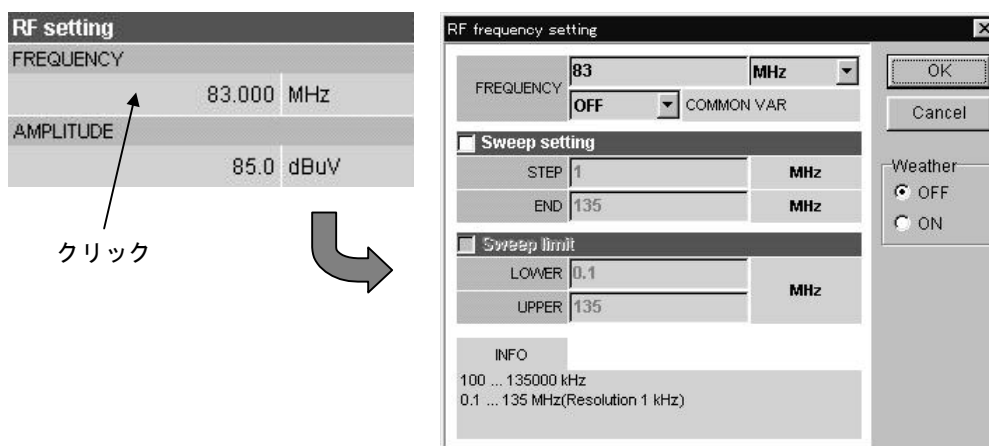 RF setting
FREQUENCY
83.000 MHz
AMPLITUDE
85.0 dBuV
クリック
RF frequency setting
FREQUENCY
83 MHz
OFF COMMON VAR
Sweep setting
STEP 1 MHz
END 135 MHz
Sweep limit
LOWER 0.1
MHz
UPPER 135
INFO
100 ... 135000 kHz
0.1 ... 135 MHz(Resolution 1 kHz)
OK
Cancel
Weather
OFF
ON